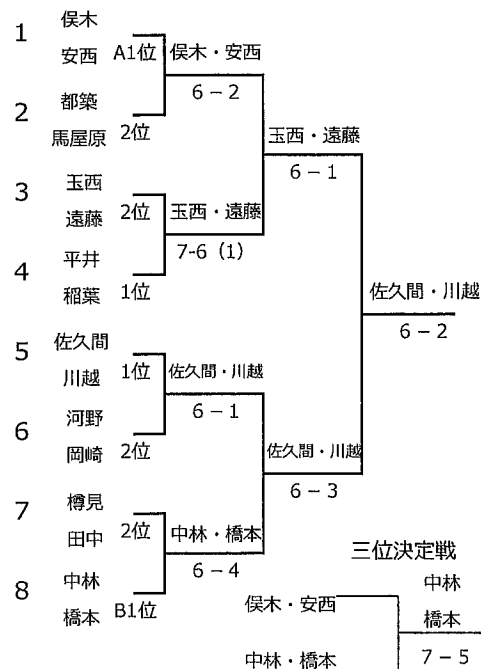 1
俣木
安西 A1位
俣木・安西
6－2
2
都築
馬屋原 2位
玉西・遠藤
6－1
3
玉西
遠藤 2位
玉西・遠藤
7-6（1）
4
平井
稲葉 1位
佐久間・川越
6－2
5
佐久間
川越 1位
佐久間・川越
6－1
6
河野
岡崎 2位
佐久間・川越
6－3
7
樽見
田中 2位
中林・橋本
6－4
8
中林
橋本 B1位
三位決定戦
俣木・安西
中林・橋本
中林
橋本
7－5